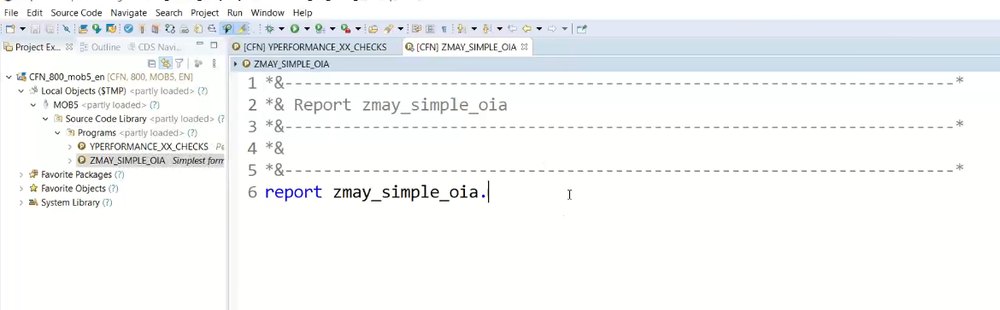 File Edit Source Code Navigate Search Project Run Window Help
Project Ex... Outline CDS Navi...
[CFN] YPERFORMANCE_XX_CHECKS [CFN] ZMAY_SIMPLE_OIA
ZMAY_SIMPLE_OIA
CFN_800_mob5_en [CFN, 800, MOB5, EN]
Local Objects ($TMP) <partly loaded> (?)
MOB5 <partly loaded> (?)
Source Code Library <partly loaded> (?
Programs <partly loaded> (?)
YPERFORMANCE_XX_CHECKS Pe
ZMAY_SIMPLE_OIA Simplest form
Favorite Packages (?)
Favorite Objects (?)
System Library (?)
1 *&---------------------------------------------------------------------*
2 *& Report zmay_simple_oia
3 *&---------------------------------------------------------------------*
4 *&
5 *&---------------------------------------------------------------------*
6 report zmay_simple_oia.